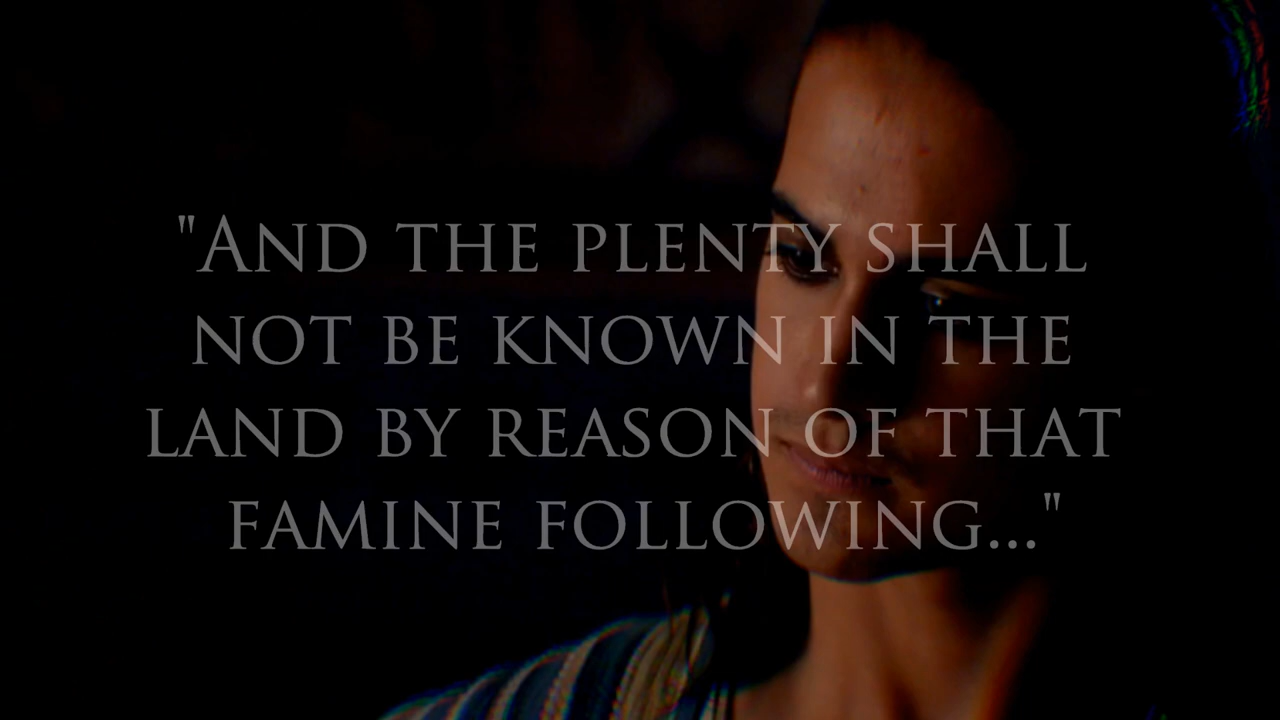 "And the plenty shall
not be known in the
land by reason of that
famine following..."